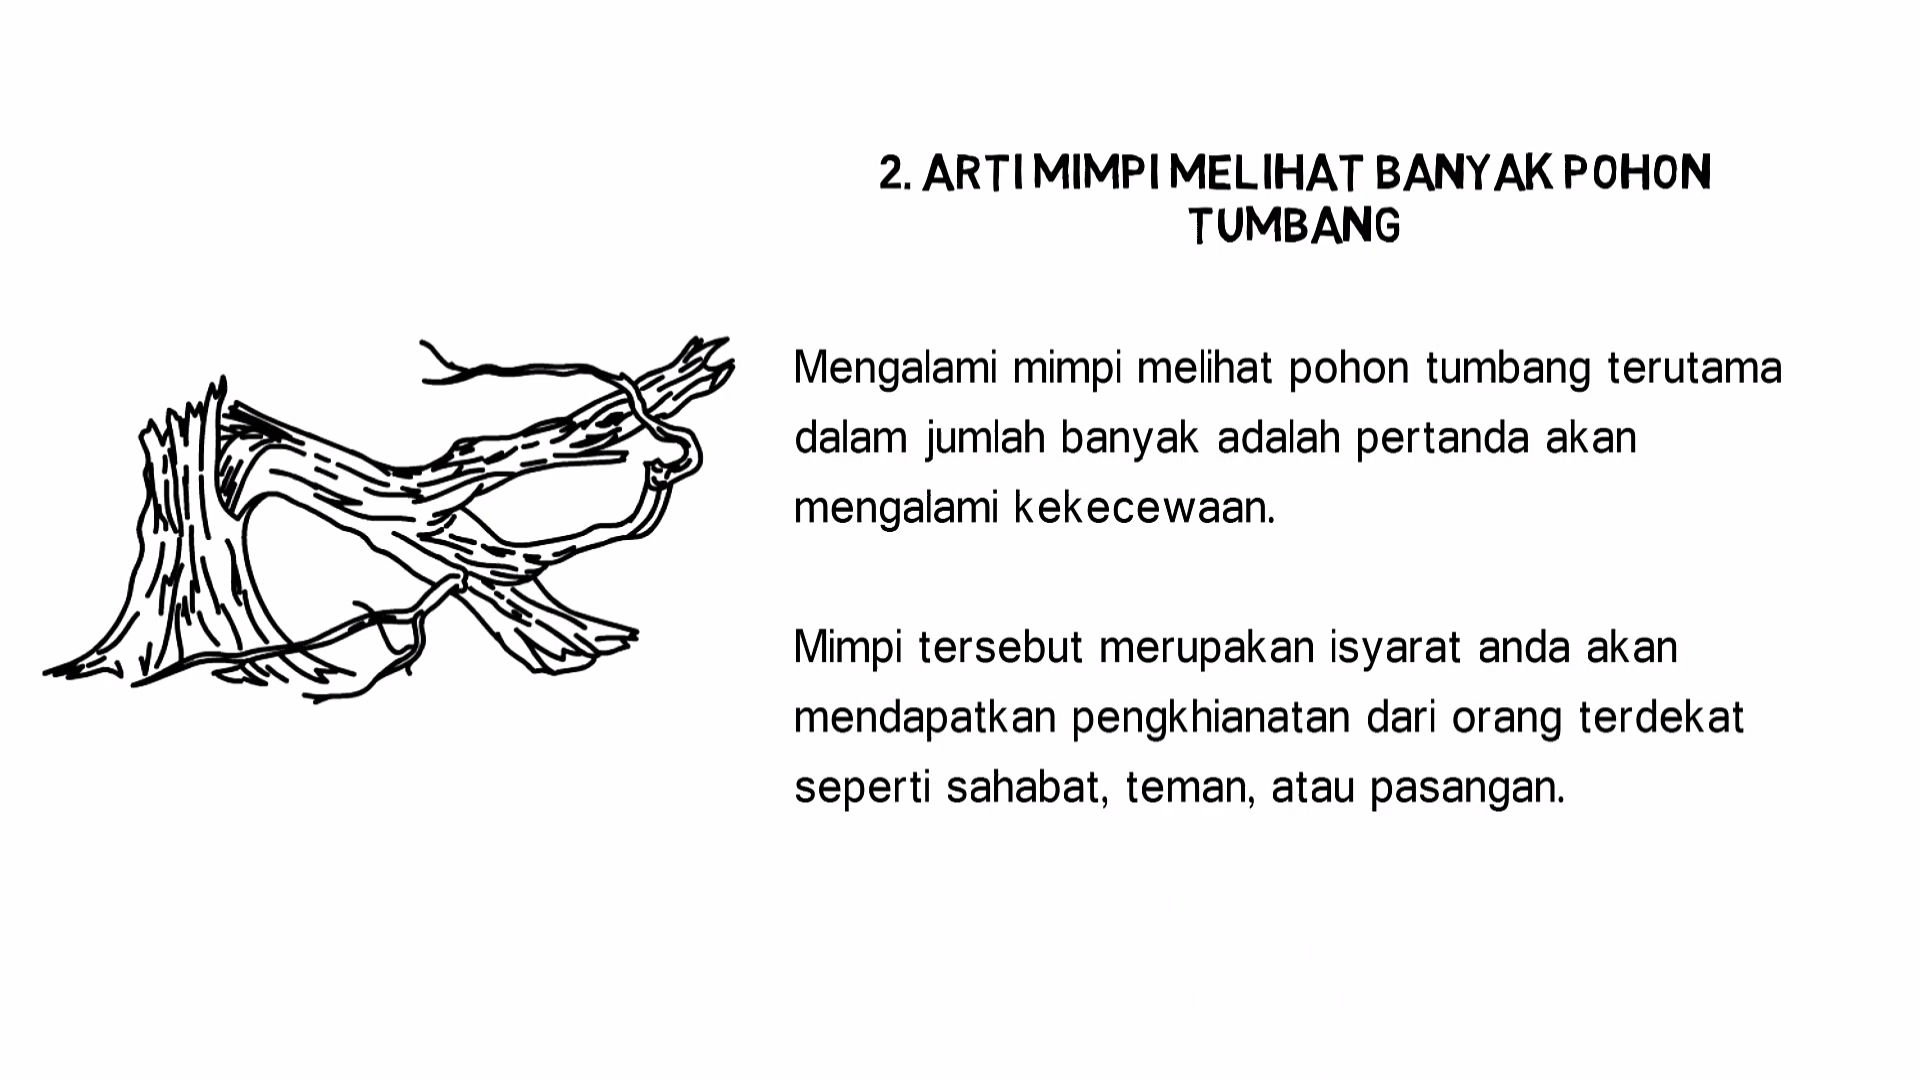 2. ARTI MIMPI MELIHAT BANYAK POHON
TUMBANG
Mengalami mimpi melihat pohon tumbang terutama
dalam jumlah banyak adalah pertanda akan
mengalami kekecewaan.
Mimpi tersebut merupakan isyarat anda akan
mendapatkan pengkhianatan dari orang terdekat
seperti sahabat, teman, atau pasangan.